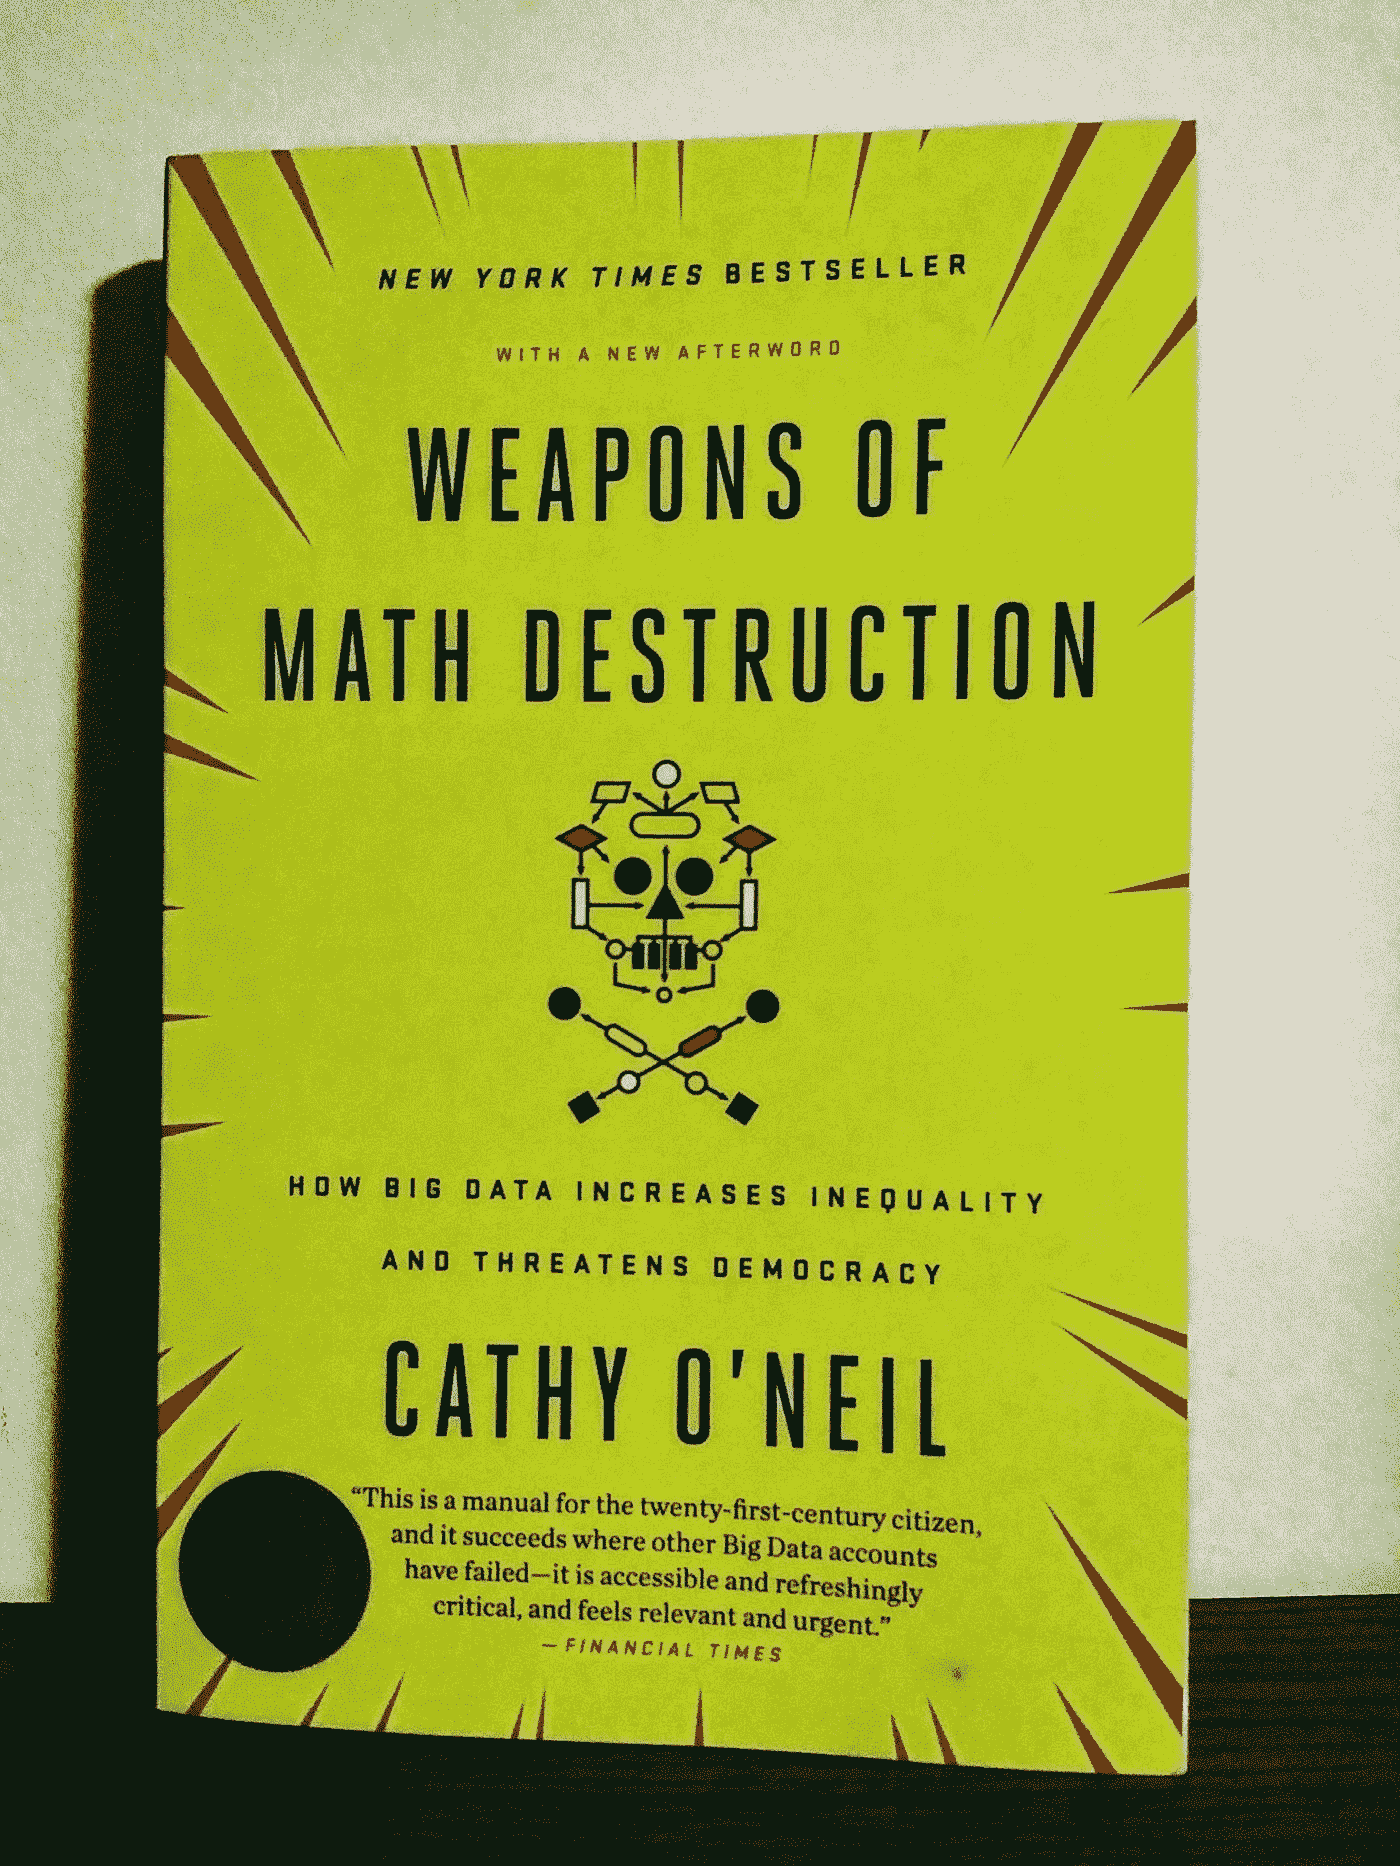 NEW YORK TIMES BESTSELLER
WITH A NEW AFTERWORD
WEAPONS OF
MATH DESTRUCTION
HOW BIG DATA INCREASES INEQUALITY
AND THREATENS DEMOCRACY
CATHY O'NEIL
“This is a manual for the twenty-first-century citizen,
and it succeeds where other Big Data accounts
have failed—it is accessible and refreshingly
critical, and feels relevant and urgent.”
— FINANCIAL TIMES